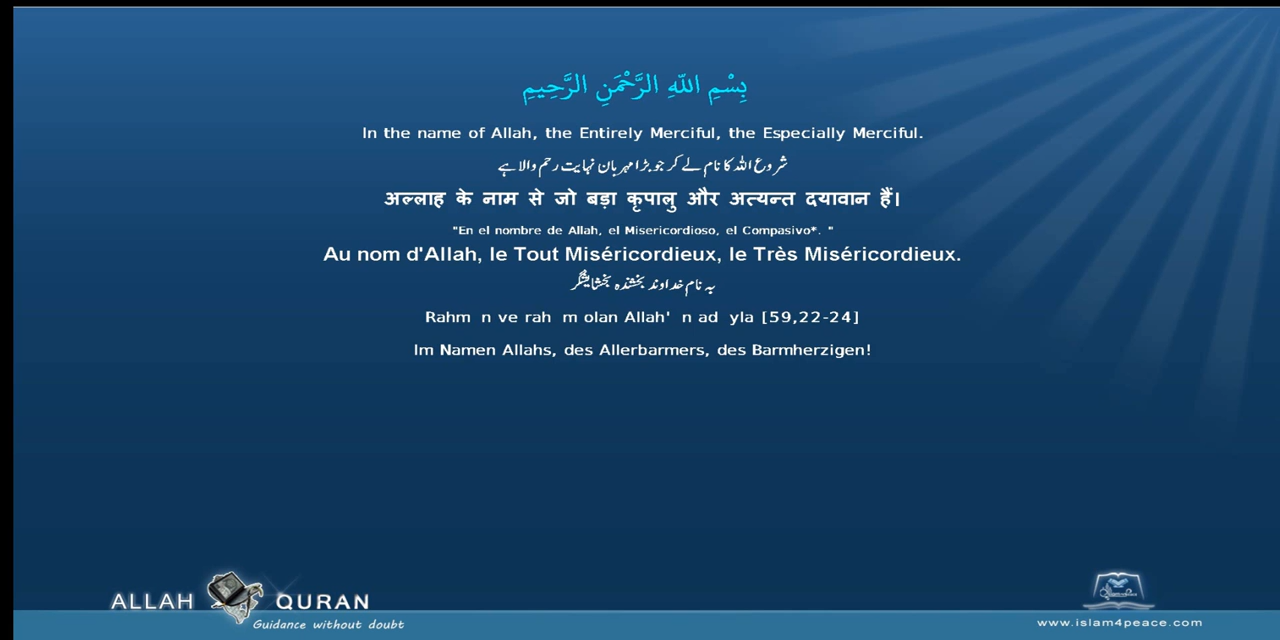 بِسْمِ اللَّهِ الرَّحْمَنِ الرَّحِيمِ
In the name of Allah, the Entirely Merciful, the Especially Merciful.
شروع الله کا نام لے کر جو بڑا مہربان نہایت رحم والا ہے
अल्लाह के नाम से जो बड़ा कृपालु और अत्यन्त दयावान हैं।
"En el nombre de Allah, el Misericordioso, el Compasivo*. "
Au nom d'Allah, le Tout Miséricordieux, le Très Miséricordieux.
به نام خداوند بخشنده بخشایشگر
Rahm n ve rah m olan Allah' n ad yla [59,22-24]
Im Namen Allahs, des Allerbarmers, des Barmherzigen!
ALLAH QURAN
Guidance without doubt
www.islam4peace.com